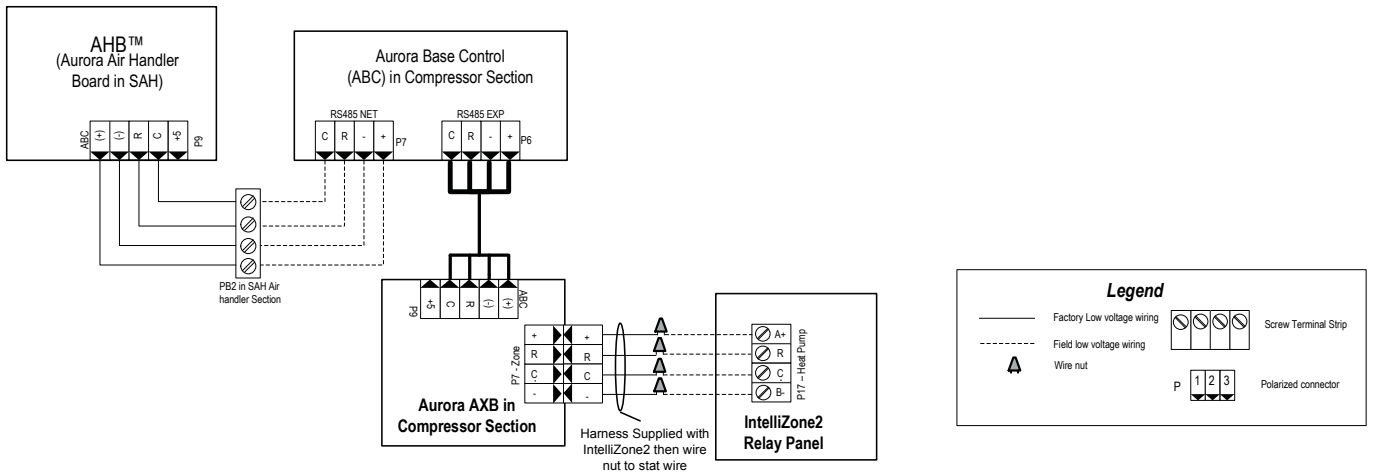 AHB™
(Aurora Air Handler
Board in SAH)
ABC
(+)
(-)
R
C
+5
P9
Aurora Base Control
(ABC) in Compressor Section
RS485 NET
C
R
-
+
P7
RS485 EXP
C
R
-
+
P6
PB2 in SAH Air
handler Section
P9
+5
C
R
(-)
(+)
ABC
P7 - Zone
+
R
C
-
+
R
C
-
Aurora AXB in
Compressor Section
Harness Supplied with
IntelliZone2 then wire
nut to stat wire
A+
R
C
B-
P17 – Heat Pump
IntelliZone2
Relay Panel
Legend
Factory Low voltage wiring
Field low voltage wiring
Wire nut
Screw Terminal Strip
P
1
2
3
Polarized connector